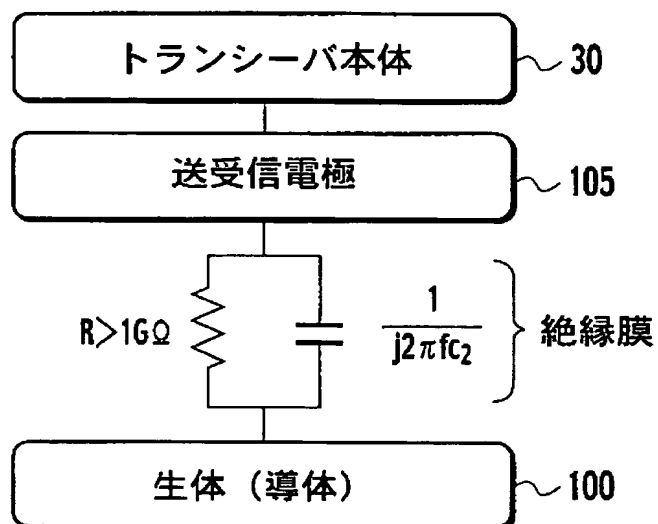 トランシーバ本体 30
送受信電極 105
R>1GΩ
1
j2πfc₂
絶縁膜
生体（導体） 100